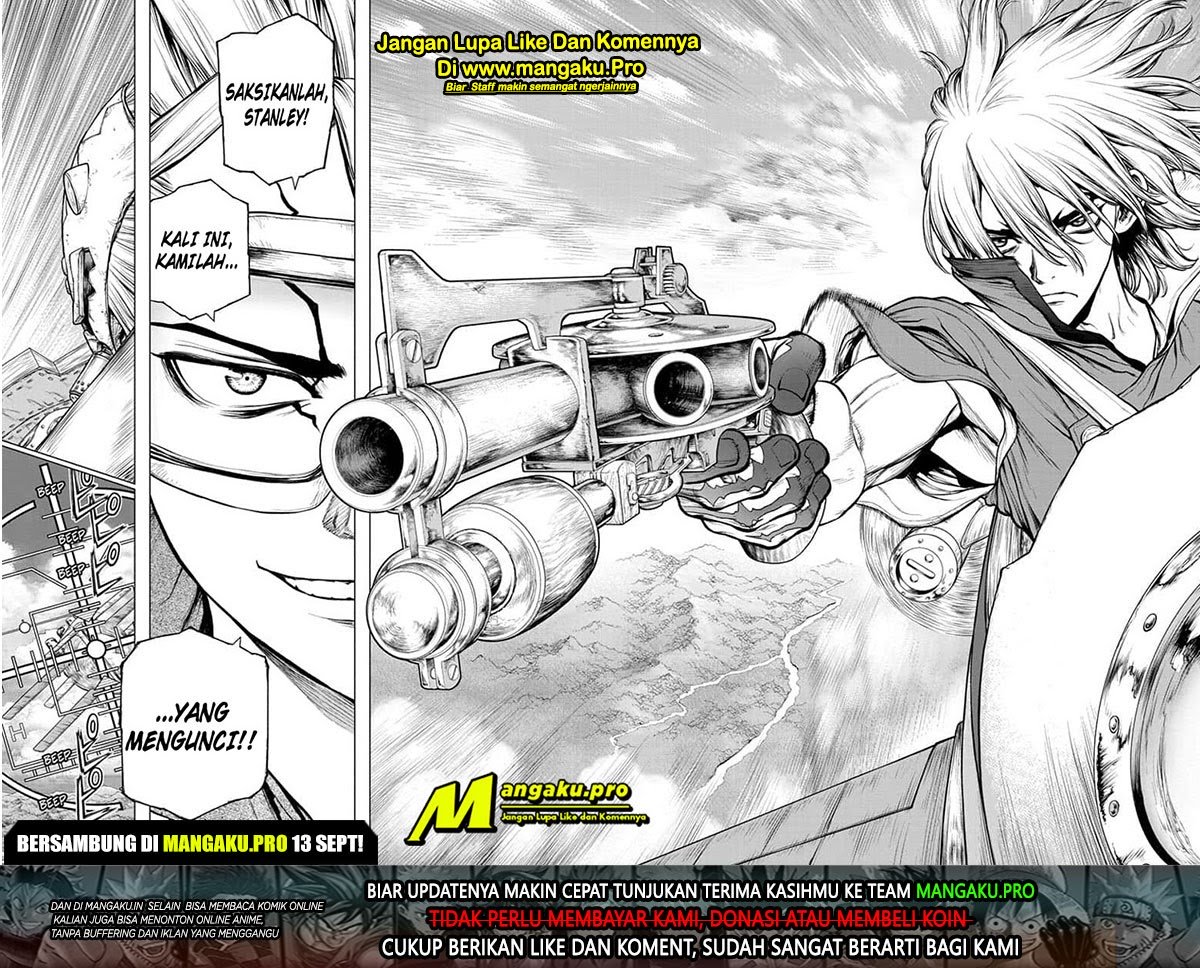 Jangan Lupa Like Dan Komennya
Di www.mangaku.Pro
Biar Staff makin semangat ngerjainnya
SAKSIKANLAH,
STANLEY!
KALI INI,
KAMILAH...
BEEP
BEEP
BEEP
...YANG
MENGUNCI!!
BEEP
BEEP
BEEP
Mangaku.pro
Jangan Lupa Like dan Komennya
BERSAMBUNG DI MANGAKU.PRO 13 SEPT!
BIAR UPDATENYA MAKIN CEPAT TUNJUKAN TERIMA KASIHMU KE TEAM MANGAKU.PRO
TIDAK PERLU MEMBAYAR KAMI, DONASI ATAU MEMBELI KOIN
CUKUP BERIKAN LIKE DAN KOMENT, SUDAH SANGAT BERARTI BAGI KAMI
DAN DI MANGAKU.IN SELAIN BISA MEMBACA KOMIK ONLINE
KALIAN JUGA BISA MENONTON ONLINE ANIME,
TANPA BUFFERING DAN IKLAN YANG MENGGANGU